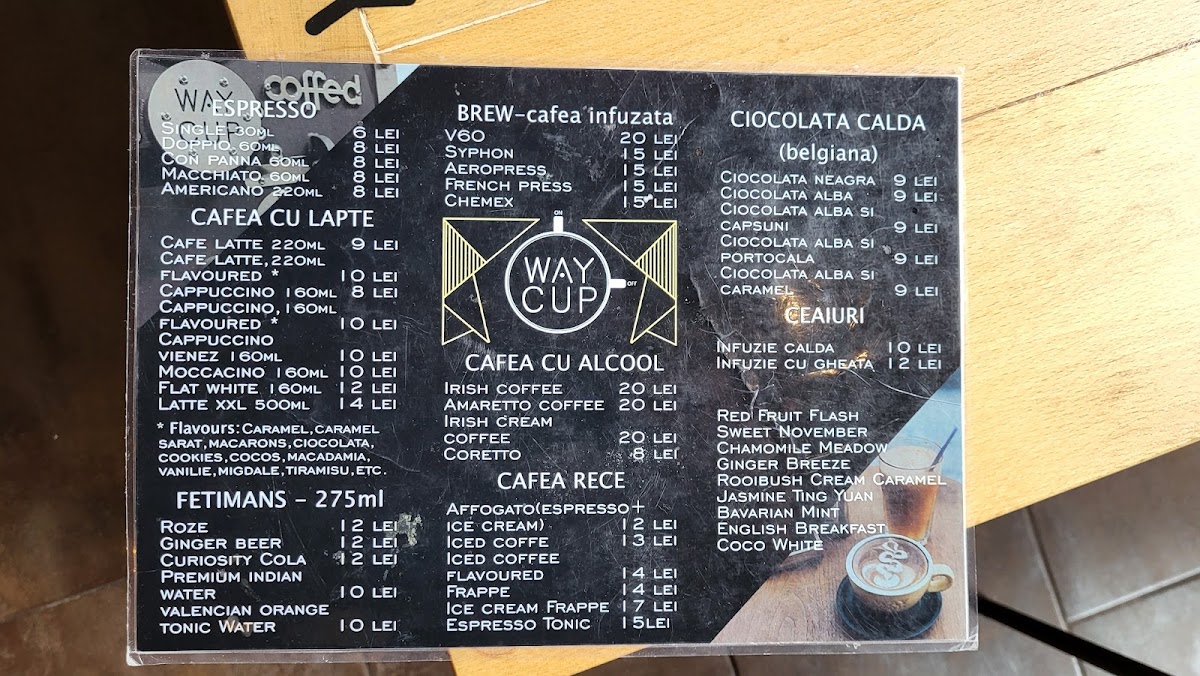 WAY
CUP
coffed
ESPRESSO
SINGLE 30ML 6 LEI
DOPPIO 60ML 8 LEI
CON PANNA 60ML 8 LEI
MACCHIATO 60ML 8 LEI
AMERICANO 220ML 8 LEI
CAFEA CU LAPTE
CAFE LATTE 220ML 9 LEI
CAFE LATTE,220ML
FLAVOURED * 10 LEI
CAPPUCCINO 160ML 8 LEI
CAPPUCCINO,160ML
FLAVOURED * 10 LEI
CAPPUCCINO
VIENEZ 160ML 10 LEI
MOCCACINO 160ML 10 LEI
FLAT WHITE 160ML 12 LEI
LATTE XXL 500ML 14 LEI
* Flavours: CARAMEL,CARAMEL
SARAT,MACARONS,CIOCOLATA,
COOKIES,COCOS,MACADAMIA,
VANILIE,MIGDALE,TIRAMISU,ETC.
FETIMANS - 275ml
ROZE 12 LEI
GINGER BEER 12 LEI
CURIOSITY COLA 12 LEI
PREMIUM INDIAN
WATER 10 LEI
VALENCIAN ORANGE
TONIC WATER 10 LEI
BREW-cafea infuzata
V60 20 LEI
SYPHON 15 LEI
AEROPRESS 15 LEI
FRENCH PRESS 15 LEI
CHEMEX 15 LEI
ON
WAY
CUP
OFF
CAFEA CU ALCOOL
IRISH COFFEE 20 LEI
AMARETTO COFFEE 20 LEI
IRISH CREAM
COFFEE 20 LEI
CORETTO 8 LEI
CAFEA RECE
AFFOGATO(ESPRESSO+
ICE CREAM) 12 LEI
ICED COFFE 13 LEI
ICED COFFEE
FLAVOURED 14 LEI
FRAPPE 14 LEI
ICE CREAM FRAPPE 17 LEI
ESPRESSO TONIC 15LEI
CIOCOLATA CALDA
(belgiana)
CIOCOLATA NEAGRA 9 LEI
CIOCOLATA ALBA 9 LEI
CIOCOLATA ALBA SI
CAPSUNI 9 LEI
CIOCOLATA ALBA SI
PORTOCALA 9 LEI
CIOCOLATA ALBA SI
CARAMEL 9 LEI
CEAIURI
INFUZIE CALDA 10 LEI
INFUZIE CU GHEATA 12 LEI
RED FRUIT FLASH
SWEET NOVEMBER
CHAMOMILE MEADOW
GINGER BREEZE
ROOIBUSH CREAM CARAMEL
JASMINE TING YUAN
BAVARIAN MINT
ENGLISH BREAKFAST
COCO WHITE